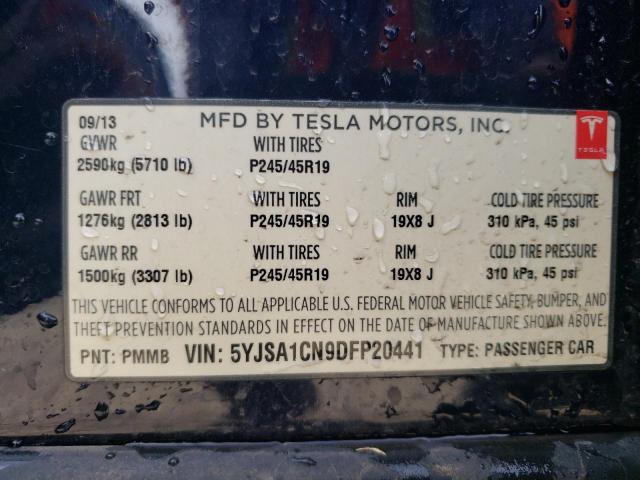 09/13 MFD BY TESLA MOTORS, INC.
TESLA
GVWR WITH TIRES
2590kg (5710 lb) P245/45R19
GAWR FRT WITH TIRES RIM COLD TIRE PRESSURE
1276kg (2813 lb) P245/45R19 19X8 J 310 kPa, 45 psi
GAWR RR WITH TIRES RIM COLD TIRE PRESSURE
1500kg (3307 lb) P245/45R19 19X8 J 310 kPa, 45 psi
THIS VEHICLE CONFORMS TO ALL APPLICABLE U.S. FEDERAL MOTOR VEHICLE SAFETY, BUMPER, AND
THEFT PREVENTION STANDARDS IN EFFECT ON THE DATE OF MANUFACTURE SHOWN ABOVE.
PNT: PMMB VIN: 5YJSA1CN9DFP20441 TYPE: PASSENGER CAR